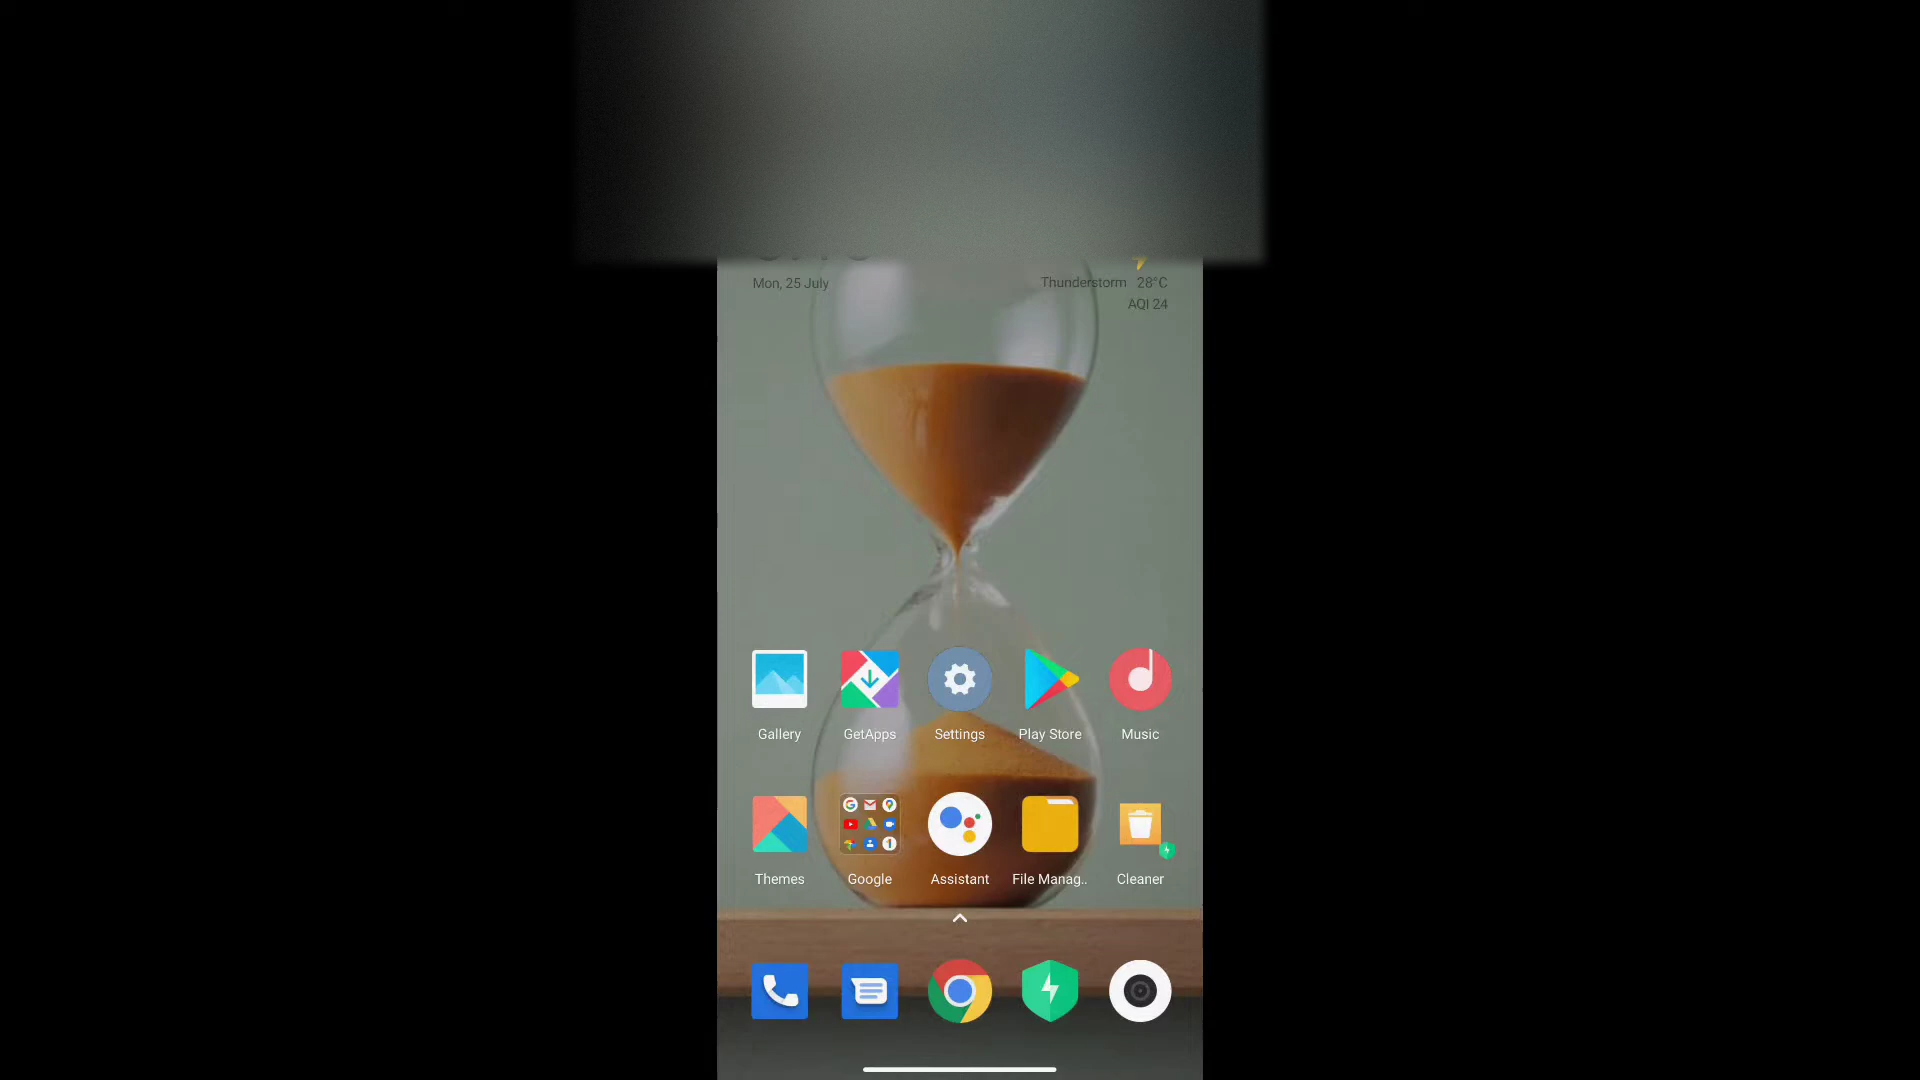 Mon, 25 July
Thunderstorm 28°C
AQI 24
Gallery
GetApps
Settings
Play Store
Music
Themes
Google
Assistant
File Manag..
Cleaner